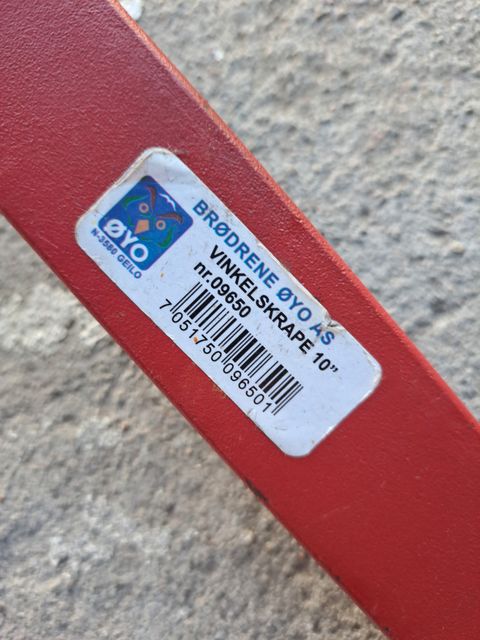 BRØDRENE ØYO AS
VINKELSKRAPE 10”
nr.09650
7 051750 096501
ØYO
N-3580 GEILO